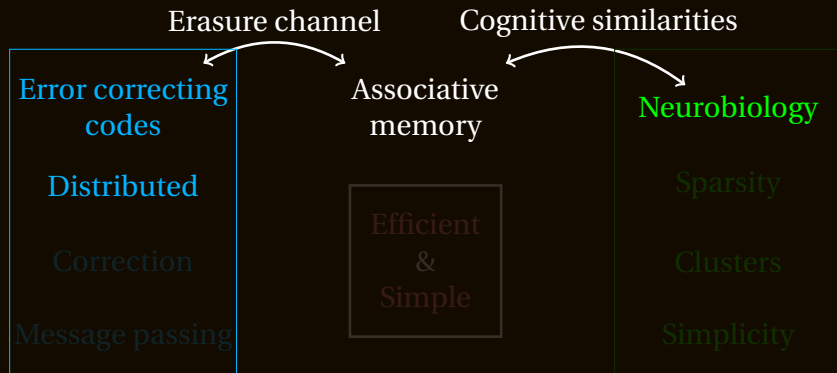 Erasure channel
Cognitive similarities
Error correcting
codes
Distributed
Correction
Message passing
Associative
memory
Efficient
&
Simple
Neurobiology
Sparsity
Clusters
Simplicity